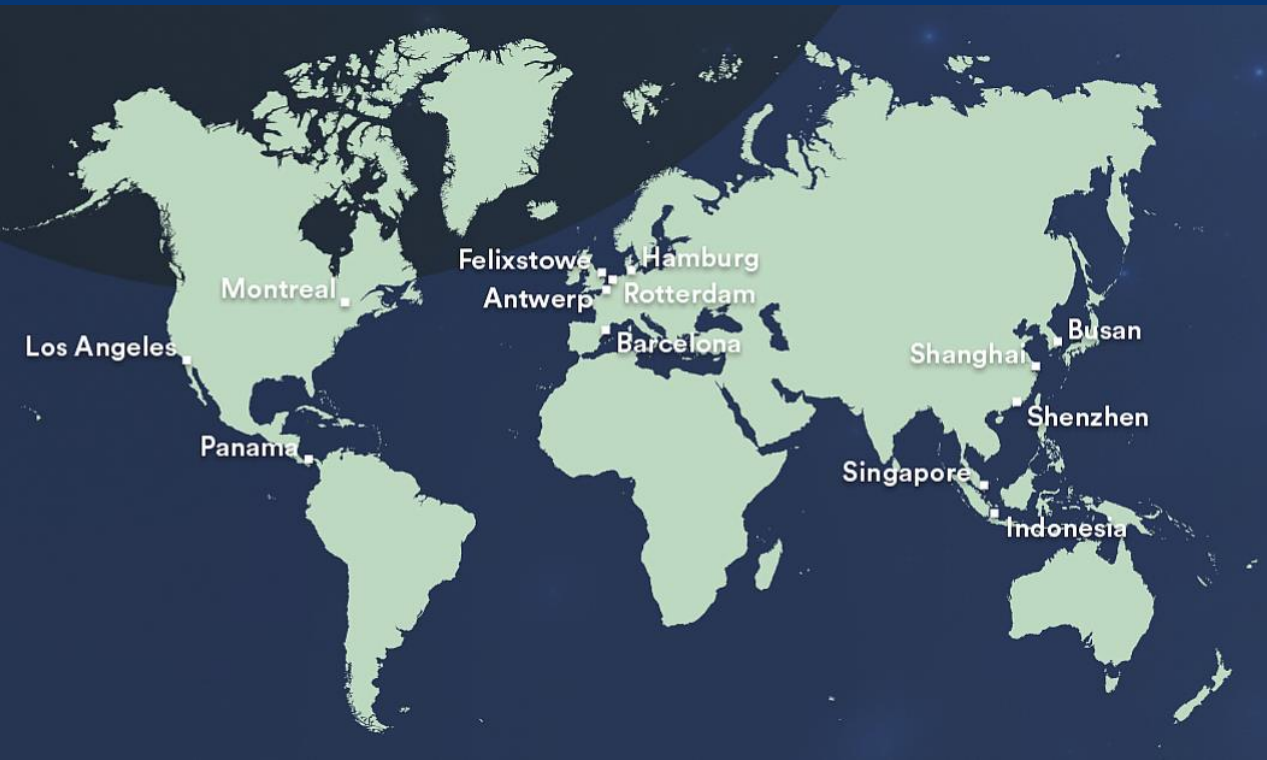 Felixstowe
Hamburg
Montreal
Antwerp
Rotterdam
Los Angeles
Barcelona
Busan
Shanghai
Shenzhen
Panama
Singapore
Indonesia